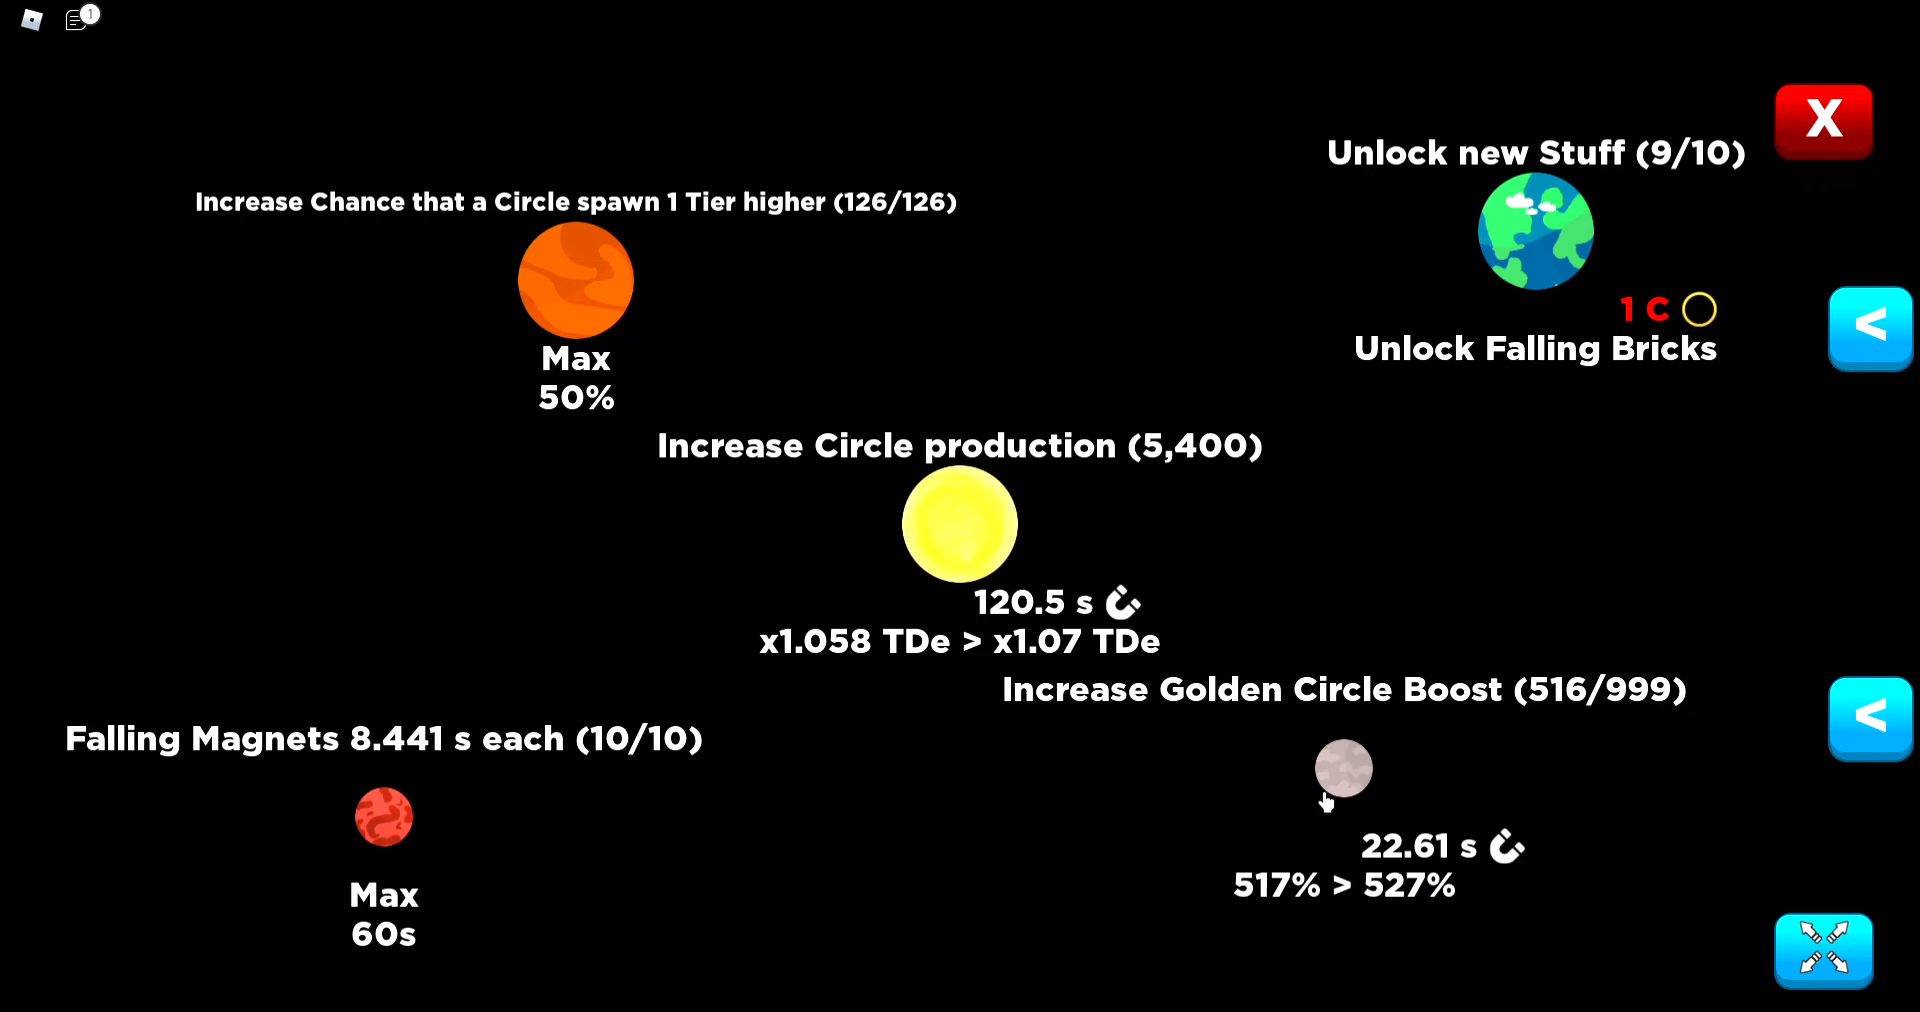 1
X
Unlock new Stuff (9/10)
Increase Chance that a Circle spawn 1 Tier higher (126/126)
1 C
Unlock Falling Bricks
<
Max
50%
Increase Circle production (5,400)
120.5 s
x1.058 TDe > x1.07 TDe
Increase Golden Circle Boost (516/999)
<
Falling Magnets 8.441 s each (10/10)
22.61 s
517% > 527%
Max
60s